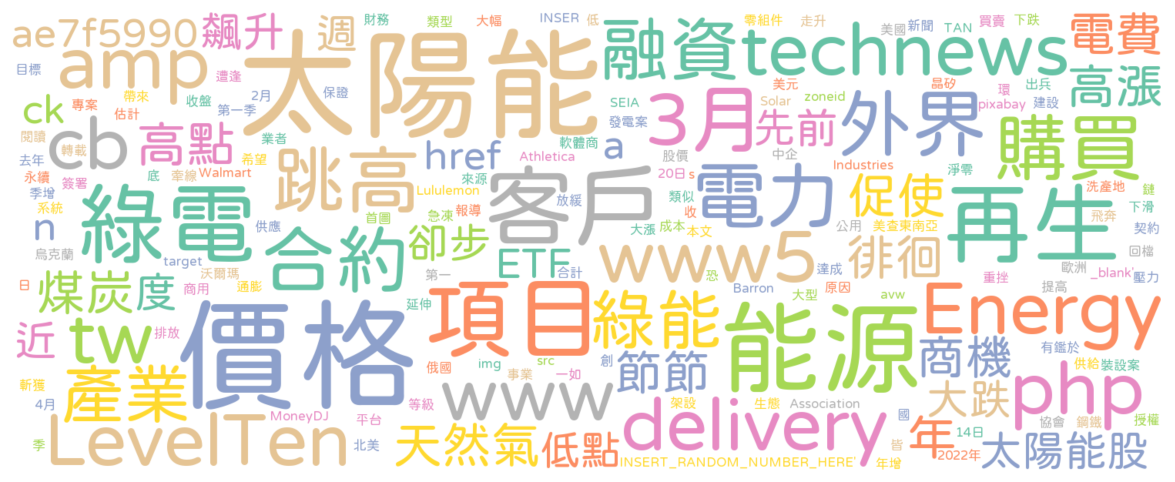 ae7f5990 飆升 週 財務 類型 大幅 INSER 低 零組件 走升 美國 新聞 TAN 買賣 下跌 電費
目標 amp 遭逢 太陽能 融資 technews 高漲
ck 專案 帶來 收盤 第一季 2月 保證 SEIA 3月 美元 Solar zoneid 晶矽 環 出兵 pixabay 建設
估計 發電案 先前 外界 購買
閱讀 轉載 cb 高點 業者 希望 href 軟體商 a 股價 中企
去年 底 牽線 跳高 Athletica 20日 s Industries 淨零
永續 簽署 Walmart 來源 客戶 電力 促使 再生 洗產地 鏈
季增 綠電 Lululemon 放緩 類似 飛奔 下滑
系統 n 首圖 急凍 報導 收 成本 本文 美查東南亞 契約
供應 合約 卻步 大漲 公用 回檔
烏克蘭 target ETF www5 徘徊 歐洲 _blank'
煤炭 度 沃爾瑪 第一 合計 恐 達成 原因 重挫 壓力
日 商用 通膨 延伸 項目 綠能 Barron 大型 avw 提高 Energy
近 tw 價格 能源 有鑑於
排放 俄國 img src 創 節節 商機 供給 裝設案
斬獲 產業 事業 一如 大跌 php
4月 MoneyDJ 平台 等級 www 架設 生態 Association 國 協會 鋼鐵 授權
季 LevelTen 北美 天然氣 低點 delivery 皆 年 14日 太陽能股
INSERT_RANDOM_NUMBER_HERE' 年增 2022年